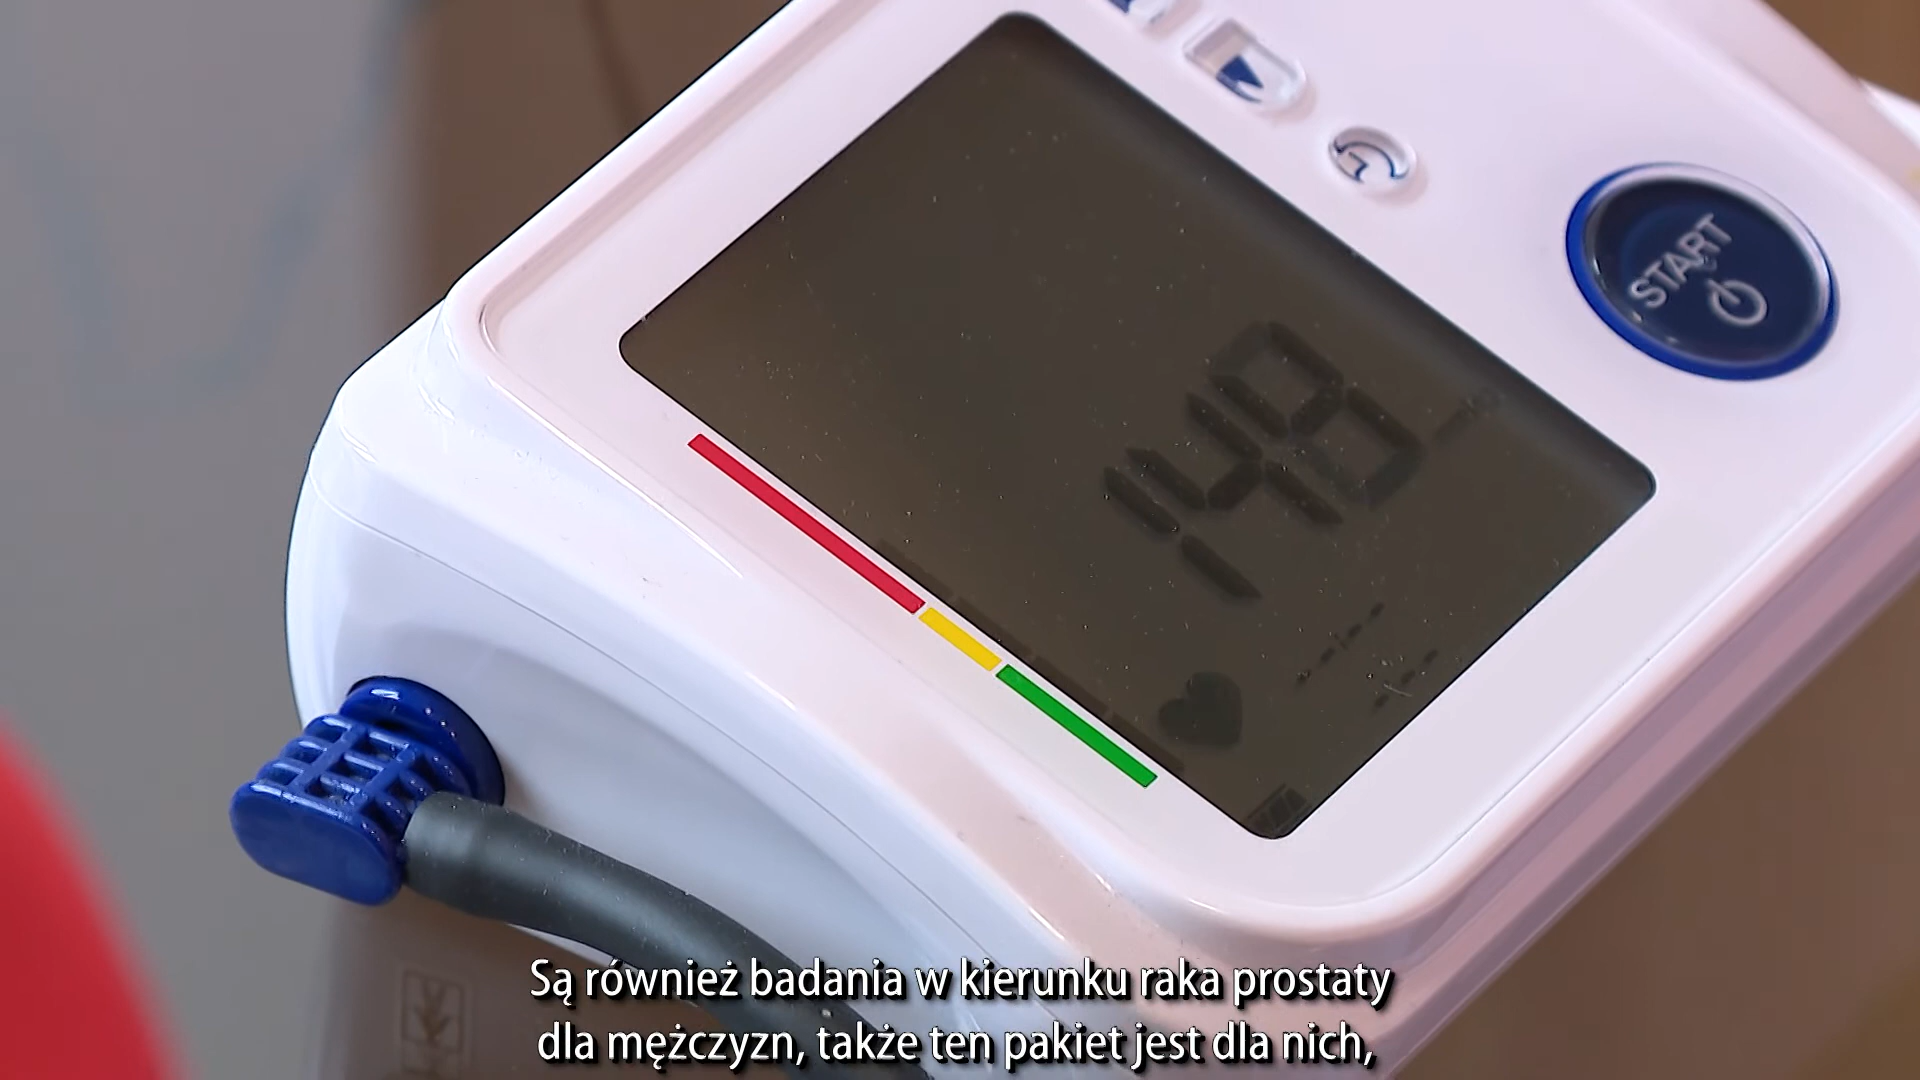 START
148
Są również badania w kierunku raka prostaty
dla mężczyzn, także ten pakiet jest dla nich,